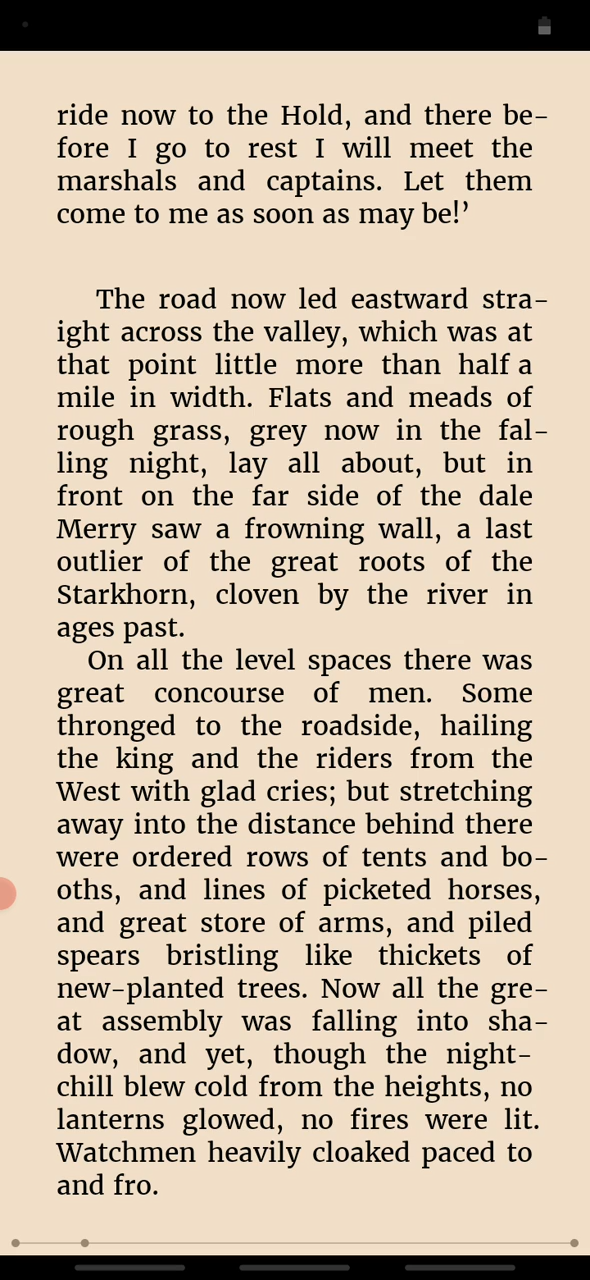 ride now to the Hold, and there be-
fore I go to rest I will meet the
marshals and captains. Let them
come to me as soon as may be!’
The road now led eastward stra-
ight across the valley, which was at
that point little more than half a
mile in width. Flats and meads of
rough grass, grey now in the fal-
ling night, lay all about, but in
front on the far side of the dale
Merry saw a frowning wall, a last
outlier of the great roots of the
Starkhorn, cloven by the river in
ages past.
On all the level spaces there was
great concourse of men. Some
thronged to the roadside, hailing
the king and the riders from the
West with glad cries; but stretching
away into the distance behind there
were ordered rows of tents and bo-
oths, and lines of picketed horses,
and great store of arms, and piled
spears bristling like thickets of
new-planted trees. Now all the gre-
at assembly was falling into sha-
dow, and yet, though the night-
chill blew cold from the heights, no
lanterns glowed, no fires were lit.
Watchmen heavily cloaked paced to
and fro.